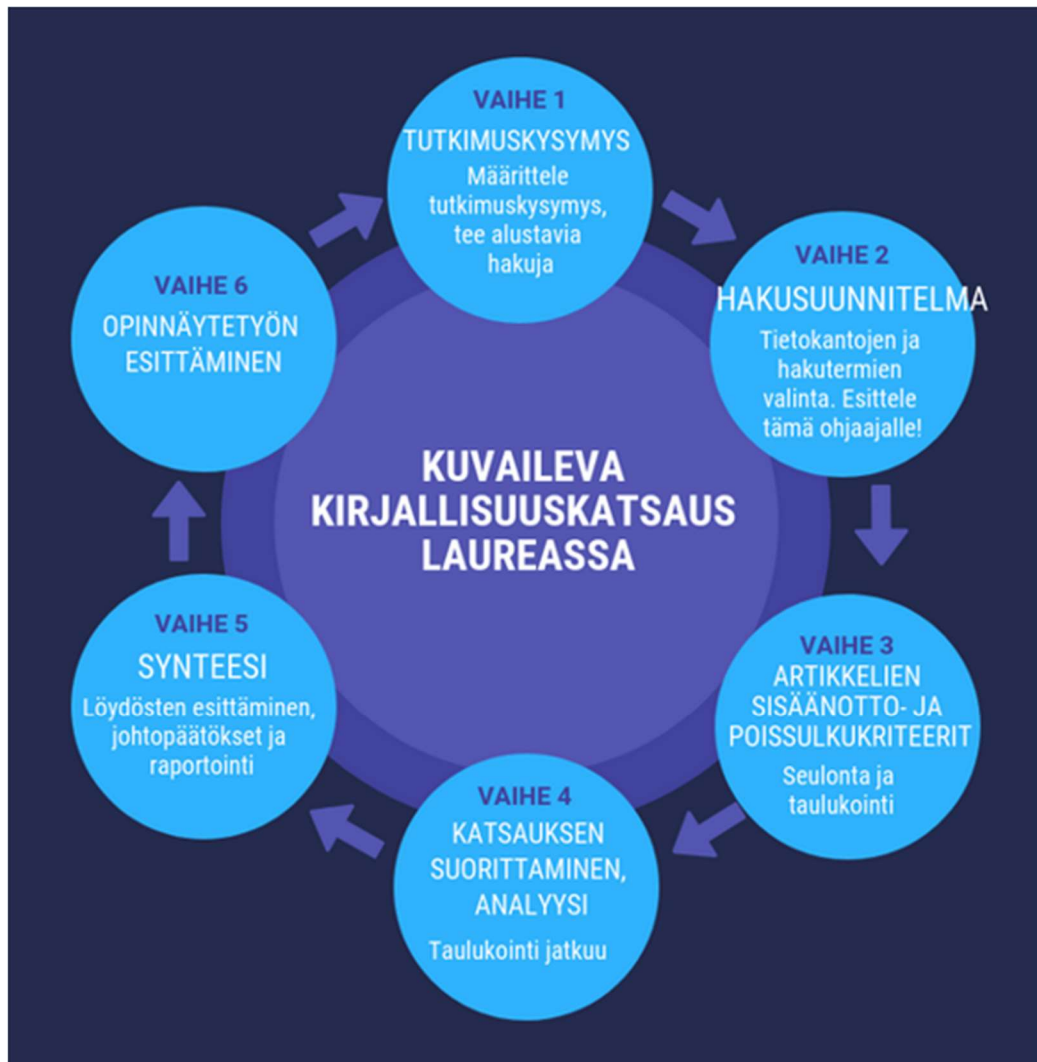 VAIHE 1
TUTKIMUSKYSYMYS
Määrittele
tutkimuskysymys,
tee alustavia
hakuja
VAIHE 2
HAKUSUUNNITELMA
Tietokantojen ja
hakutermien
valinta. Esittele
tämä ohjaajalle!
VAIHE 3
ARTIKKELIEN
SISÄÄNOTTO- JA
POISSULKUKRITEERIT
Seulonta ja
taulukointi
VAIHE 4
KATSAUKSEN
SUORITTAMINEN,
ANALYYSI
Taulukointi jatkuu
VAIHE 5
SYNTEESI
Löydösten esittäminen,
johtopäätökset ja
raportointi
VAIHE 6
OPINNÄYTETYÖN
ESITTÄMINEN
KUVAILEVA
KIRJALLISUUSKATSAUS
LAUREASSA